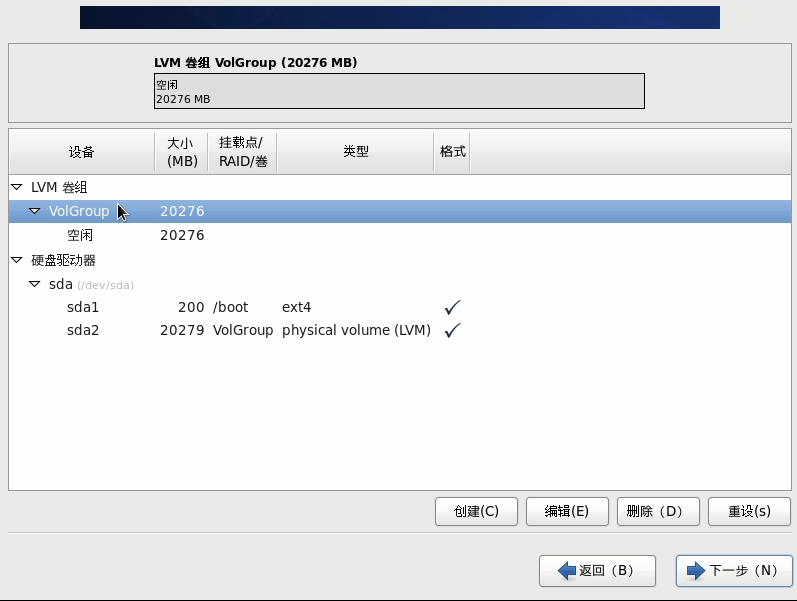 LVM 卷组 VolGroup (20276 MB)
空闲
20276 MB
设备 大小 (MB) 挂载点/ RAID/卷 类型 格式
LVM 卷组
VolGroup 20276
空闲 20276
硬盘驱动器
sda (/dev/sda)
sda1 200 /boot ext4 ✓
sda2 20279 VolGroup physical volume (LVM) ✓
创建(C) 编辑(E) 删除（D） 重设(s)
返回（B） 下一步（N）